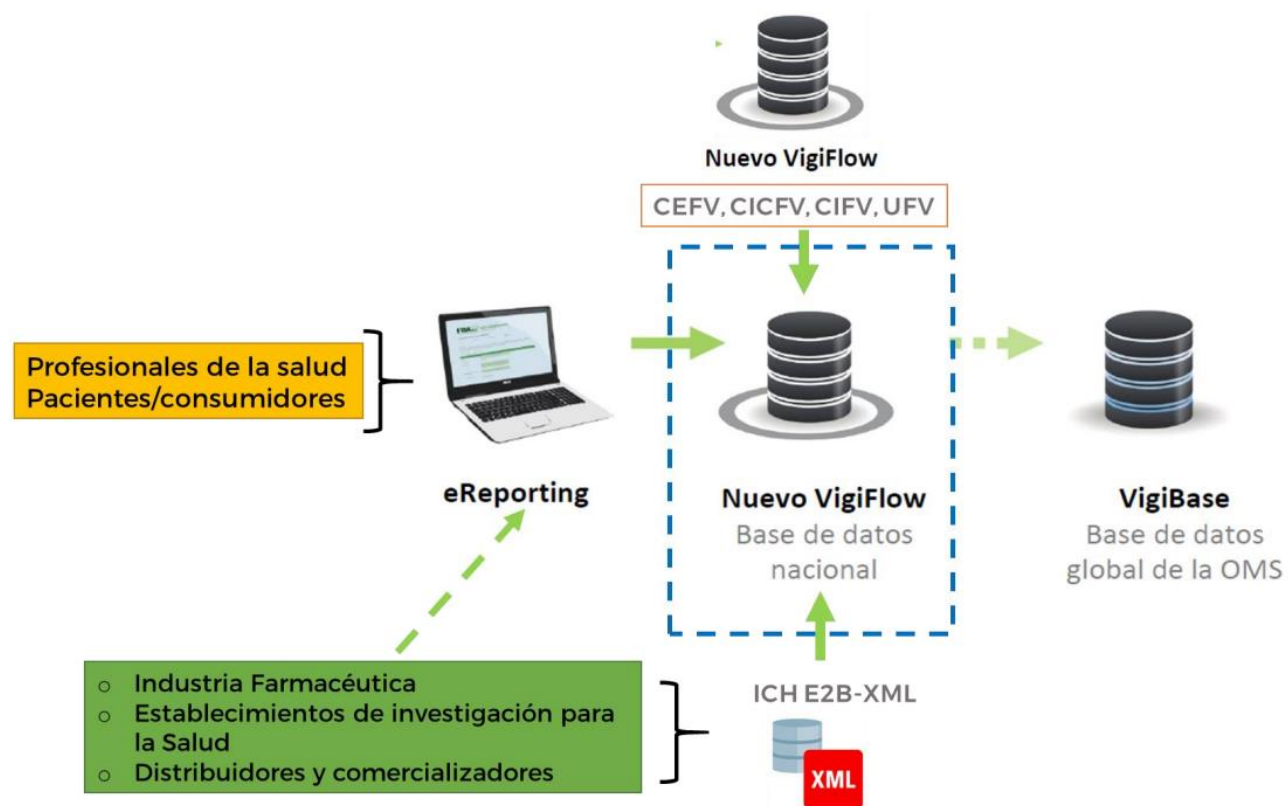 Nuevo VigiFlow
CEFV, CICFV, CIFV, UFV
Profesionales de la salud
Pacientes/consumidores
eReporting
Nuevo VigiFlow
Base de datos
nacional
VigiBase
Base de datos
global de la OMS
o Industria Farmacéutica
o Establecimientos de investigación para
la Salud
o Distribuidores y comercializadores
ICH E2B-XML
XML